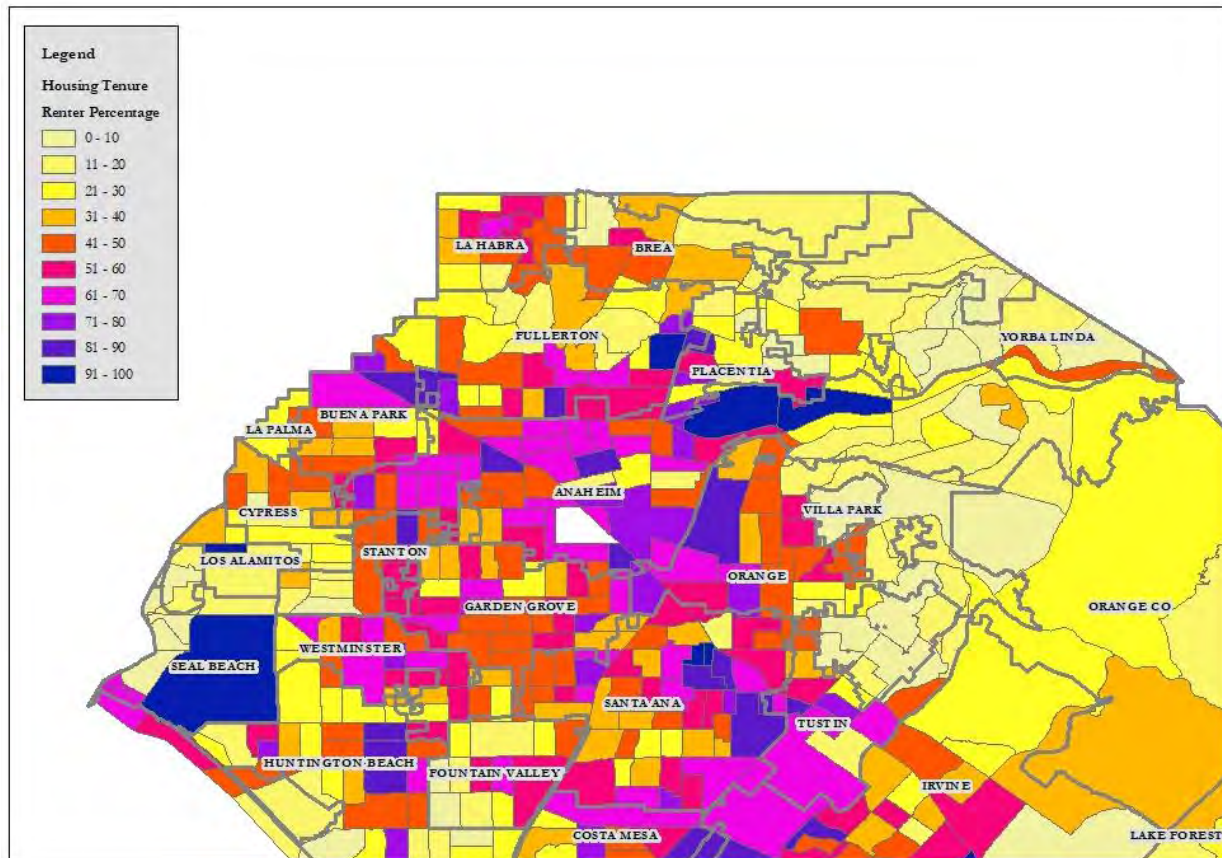 Legend
Housing Tenure
Renter Percentage
0 - 10
11 - 20
21 - 30
31 - 40
41 - 50
51 - 60
61 - 70
71 - 80
81 - 90
91 - 100
LA HABRA
BREA
FULLERTON
YORBA LINDA
PLACENTIA
BUENA PARK
LA PALMA
ANAHEIM
CYPRESS
VILLA PARK
STANTON
LOS ALAMITOS
ORANGE
GARDEN GROVE
ORANGE CO
WESTMINSTER
SEAL BEACH
SANTA ANA
TUSTIN
HUNTINGTON BEACH
FOUNTAIN VALLEY
IRVINE
COSTA MESA
LAKE FOREST